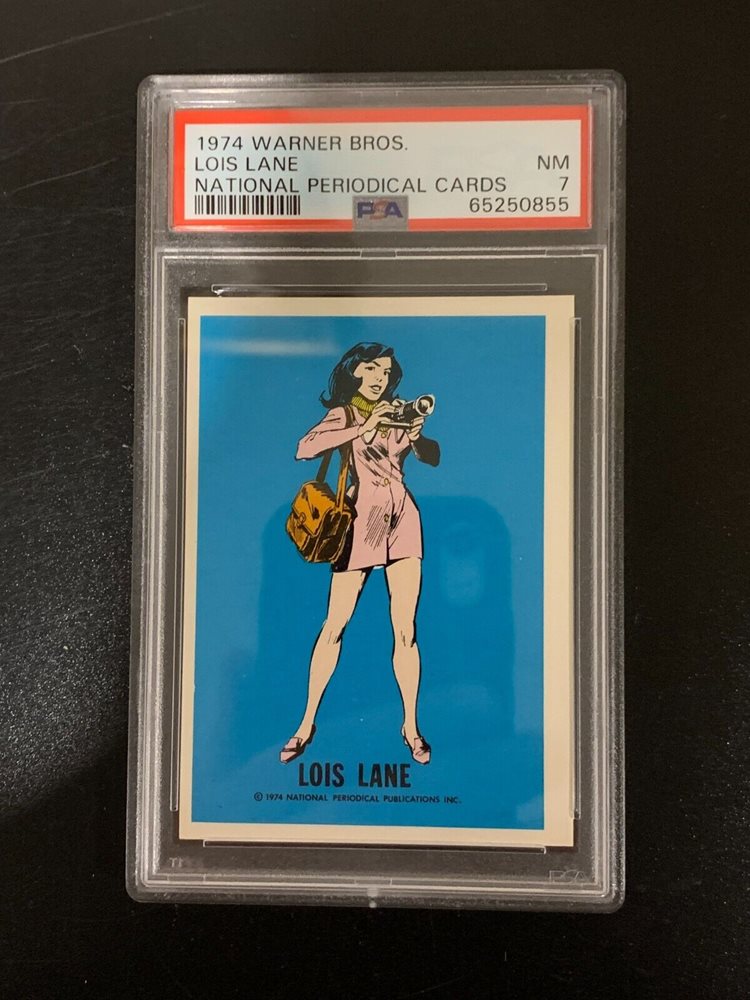 1974 WARNER BROS.
LOIS LANE NM
NATIONAL PERIODICAL CARDS 7
PSA 65250855
LOIS LANE
© 1974 NATIONAL PERIODICAL PUBLICATIONS INC.
PSA